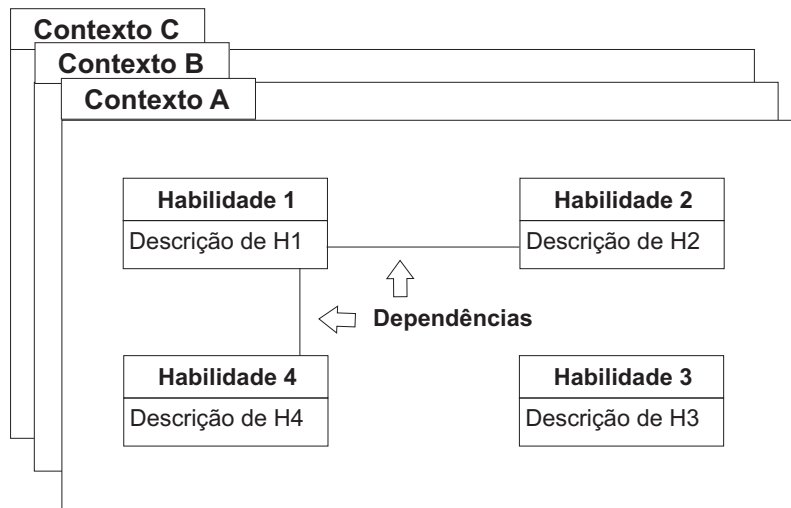 Contexto C
Contexto B
Contexto A
Habilidade 1
Descrição de H1
Habilidade 2
Descrição de H2
Dependências
Habilidade 4
Descrição de H4
Habilidade 3
Descrição de H3